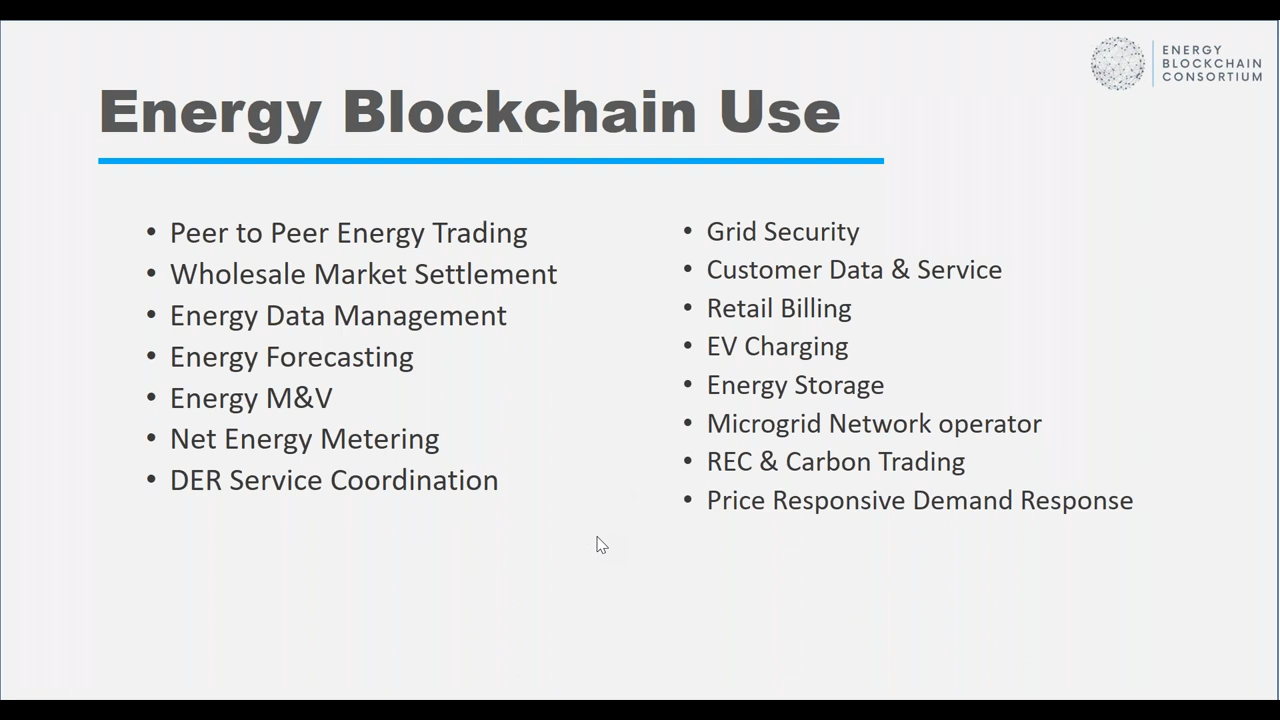 ENERGY
BLOCKCHAIN
CONSORTIUM
Energy Blockchain Use
• Peer to Peer Energy Trading
• Wholesale Market Settlement
• Energy Data Management
• Energy Forecasting
• Energy M&V
• Net Energy Metering
• DER Service Coordination
• Grid Security
• Customer Data & Service
• Retail Billing
• EV Charging
• Energy Storage
• Microgrid Network operator
• REC & Carbon Trading
• Price Responsive Demand Response